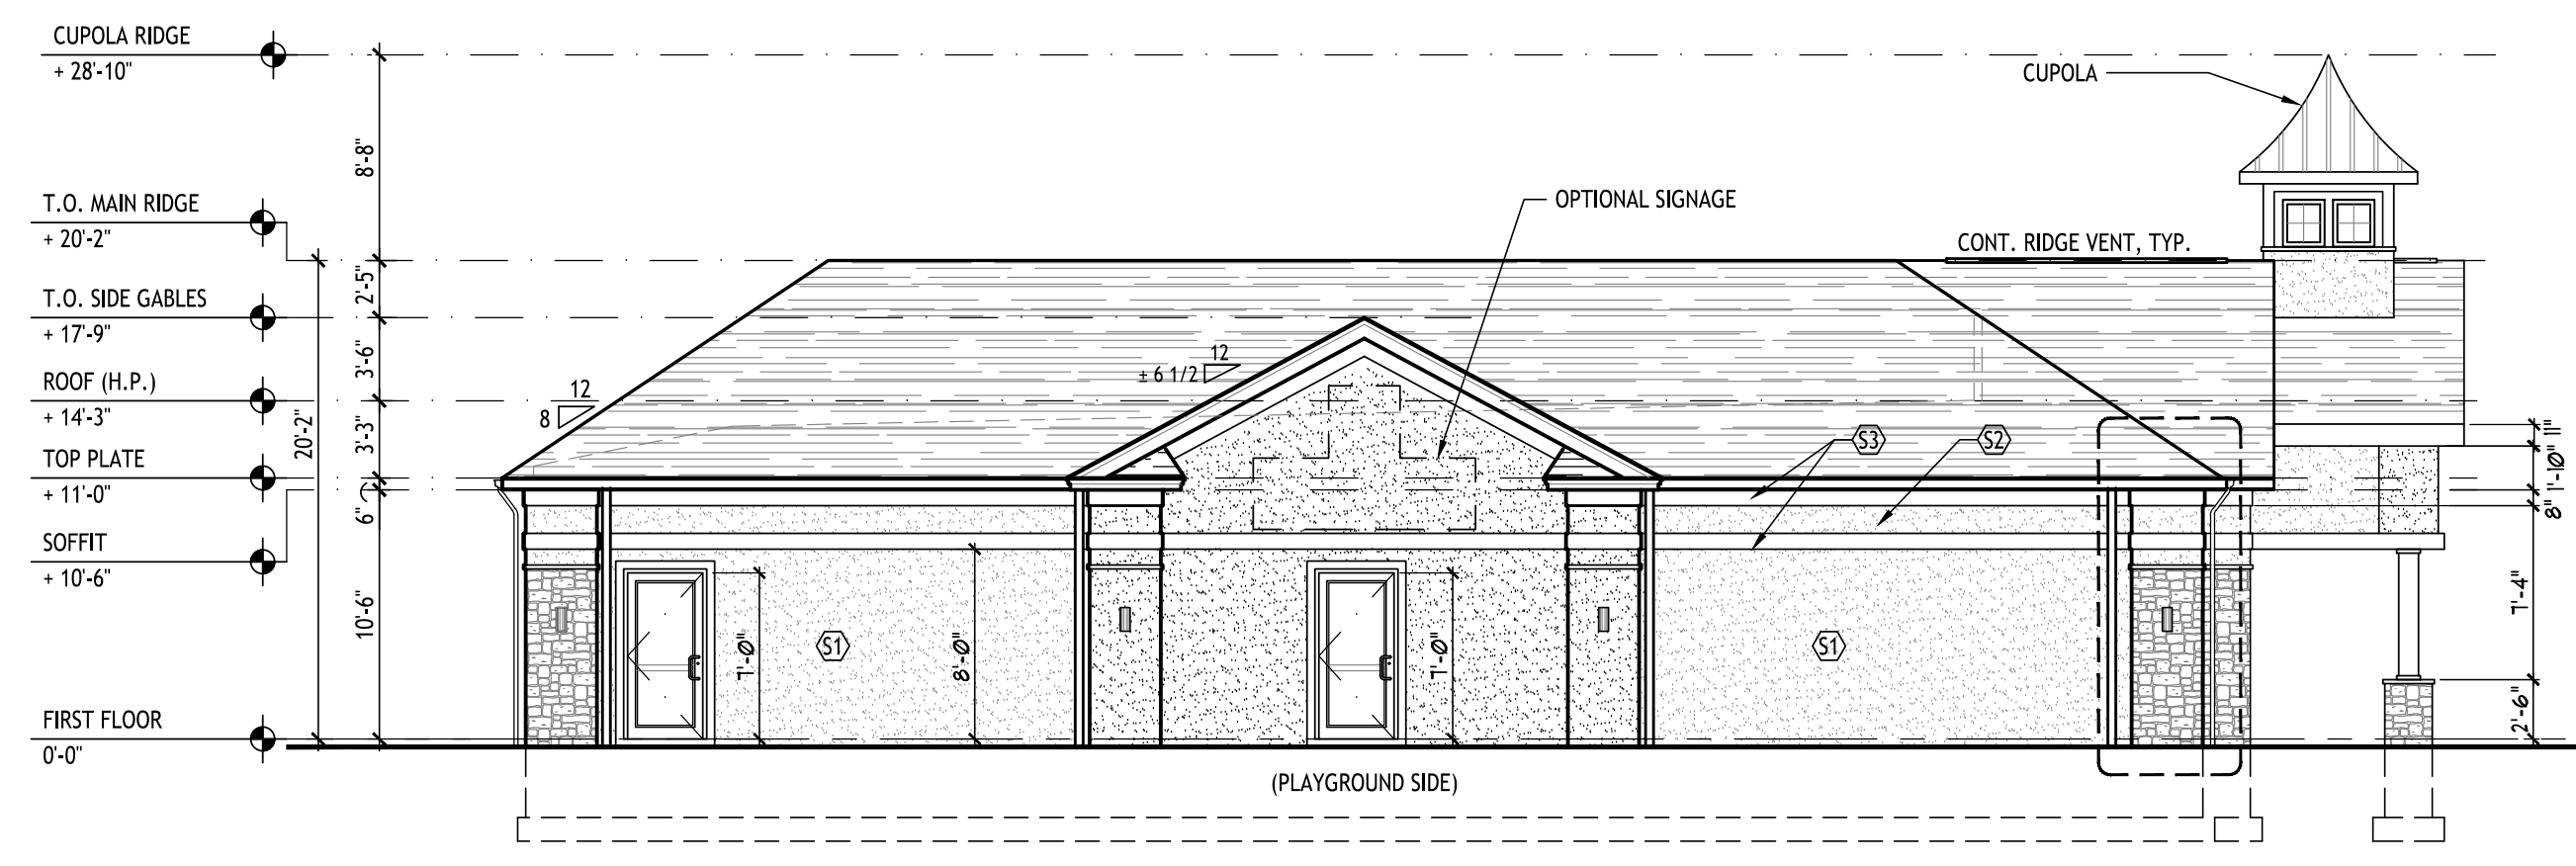 CUPOLA RIDGE
+ 28'-10"
CUPOLA
8'-8"
T.O. MAIN RIDGE
+ 20'-2"
OPTIONAL SIGNAGE
CONT. RIDGE VENT, TYP.
2'-5"
T.O. SIDE GABLES
+ 17'-9"
3'-6"
12
± 6 1/2
ROOF (H.P.)
+ 14'-3"
12
8
20'-2"
3'-3"
TOP PLATE
+ 11'-0"
S3
S2
11"
1'-10"
8"
6"
SOFFIT
+ 10'-6"
10'-6"
7'-0"
S1
8'-0"
7'-0"
S1
7'-4"
2'-6"
FIRST FLOOR
0'-0"
(PLAYGROUND SIDE)